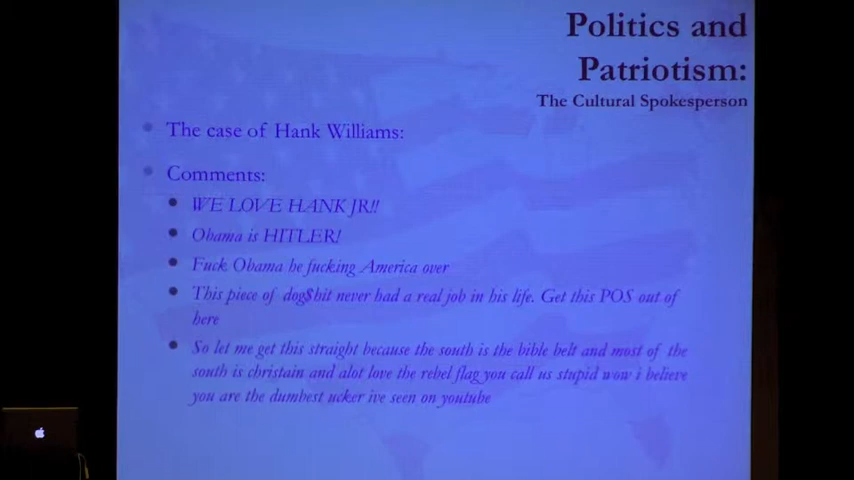 Politics and
Patriotism:
The Cultural Spokesperson
The case of Hank Williams:
Comments:
WE LOVE HANK JR!!
Obama is HITLER!
Fuck Obama he fucking America over
This piece of dog$hit never had a real job in his life. Get this POS out of
here
So let me get this straight because the south is the bible belt and most of the
south is christain and alot love the rebel flag you call us stupid wow i believe
you are the dumbest ucker ive seen on youtube